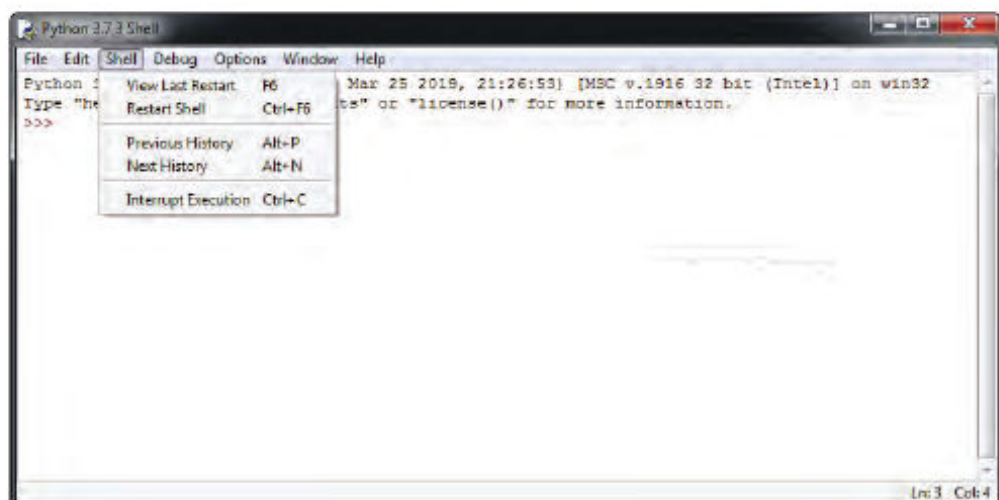 Python 3.7.3 Shell
File Edit Shell Debug Options Window Help
Python Mar 25 2019, 21:26:53) [MSC v.1916 32 bit (Intel)] on win32
Type "he ts" or "license()" for more information.
>>>
View Last Restart F6
Restart Shell Ctrl+F6
Previous History Alt+P
Next History Alt+N
Interrupt Execution Ctrl+C
Ln: 3 Col: 4